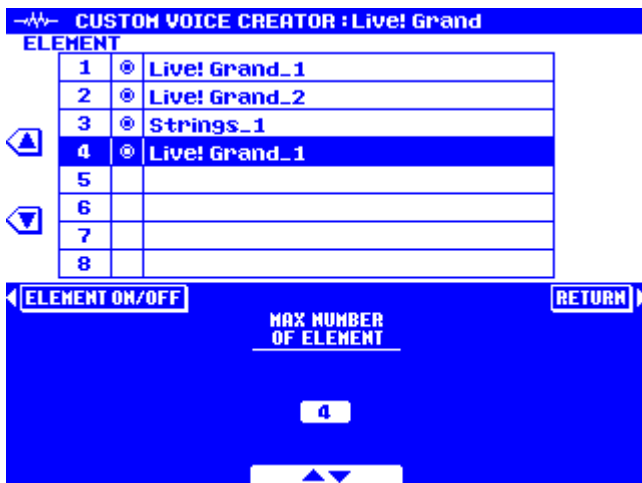 CUSTOM VOICE CREATOR : Live! Grand
ELEMENT
1 Live! Grand_1
2 Live! Grand_2
3 Strings_1
4 Live! Grand_1
5
6
7
8
ELEMENT ON/OFF RETURN
MAX NUMBER
OF ELEMENT
4